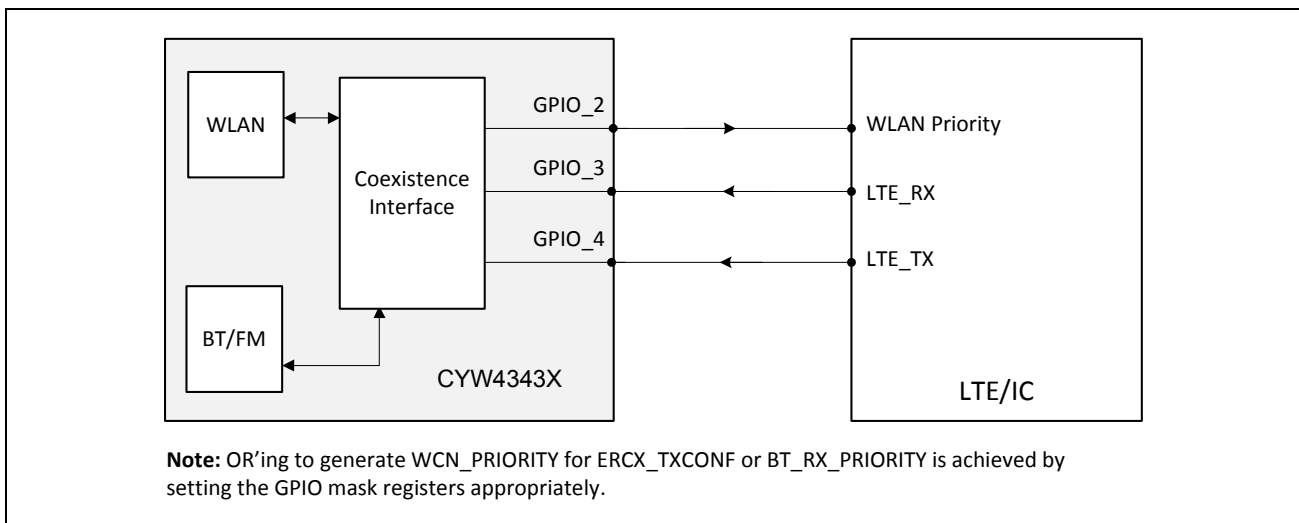 WLAN
Coexistence
Interface
BT/FM
CYW4343X
GPIO_2
GPIO_3
GPIO_4
WLAN Priority
LTE_RX
LTE_TX
LTE/IC
Note: OR’ing to generate WCN_PRIORITY for ERCX_TXCONF or BT_RX_PRIORITY is achieved by
setting the GPIO mask registers appropriately.